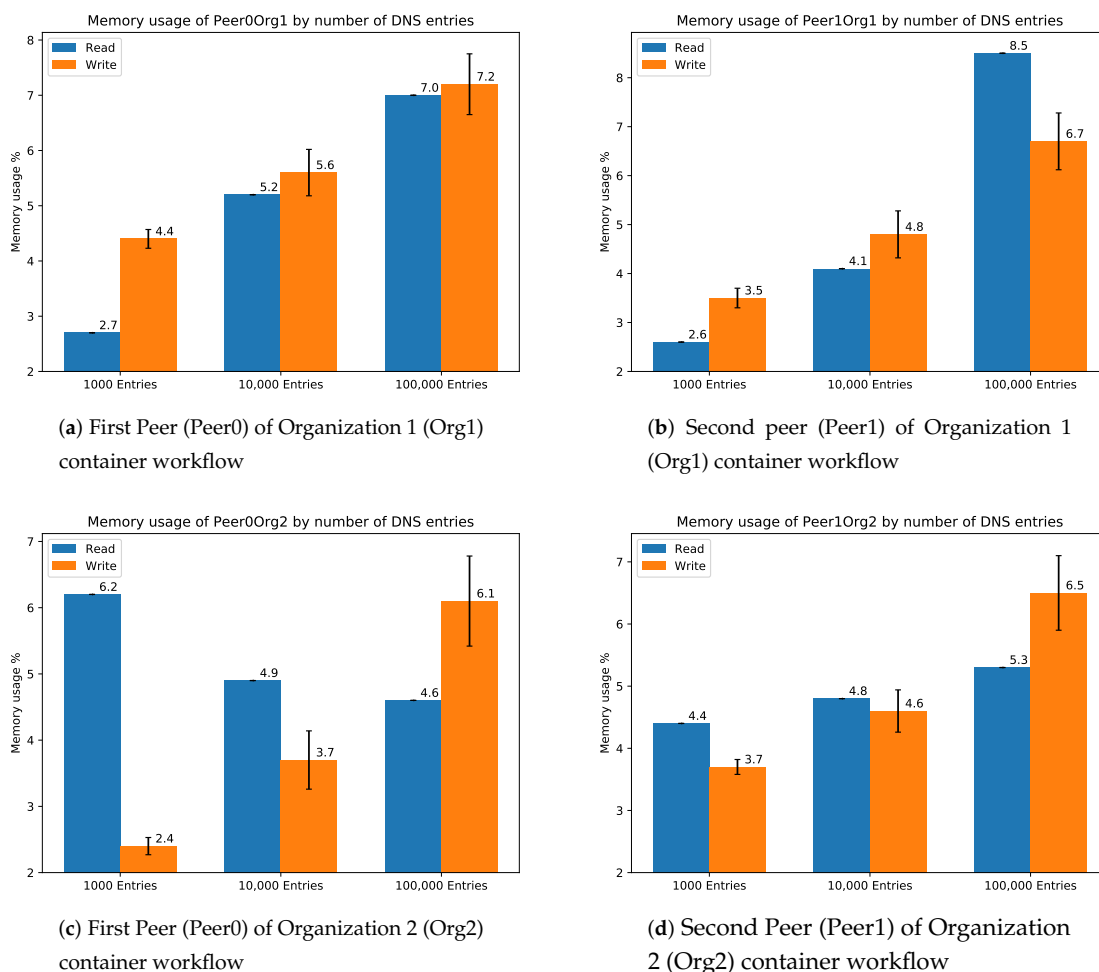 Memory usage of Peer0Org1 by number of DNS entries
8
7
6
5
4
3
2
Memory usage %
Read
Write
2.7
4.4
5.2
5.6
7.0
7.2
1000 Entries
10,000 Entries
100,000 Entries
(a) First Peer (Peer0) of Organization 1 (Org1)
container workflow
Memory usage of Peer1Org1 by number of DNS entries
8
7
6
5
4
3
2
Memory usage %
Read
Write
2.6
3.5
4.1
4.8
8.5
6.7
1000 Entries
10,000 Entries
100,000 Entries
(b) Second peer (Peer1) of Organization 1
(Org1) container workflow
Memory usage of Peer0Org2 by number of DNS entries
7
6
5
4
3
2
Memory usage %
Read
Write
6.2
2.4
4.9
3.7
4.6
6.1
1000 Entries
10,000 Entries
100,000 Entries
(c) First Peer (Peer0) of Organization 2 (Org2)
container workflow
Memory usage of Peer1Org2 by number of DNS entries
7
6
5
4
3
2
Memory usage %
Read
Write
4.4
3.7
4.8
4.6
5.3
6.5
1000 Entries
10,000 Entries
100,000 Entries
(d) Second Peer (Peer1) of Organization
2 (Org2) container workflow